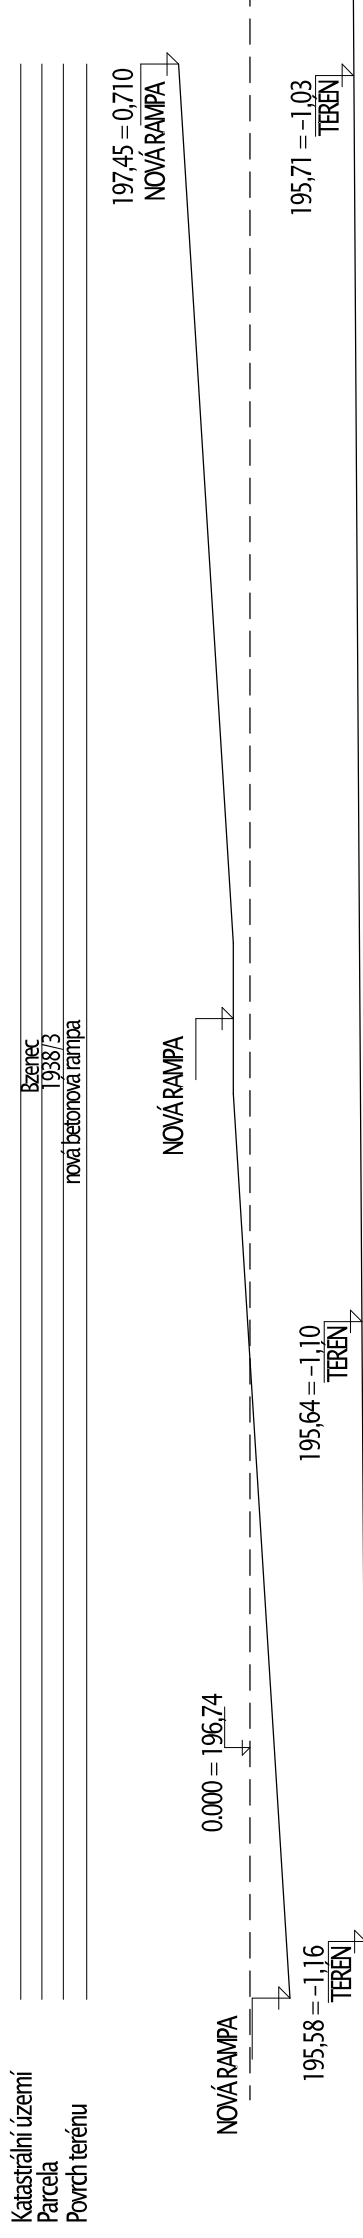 Katastrální území
Parcela
Povrch terénu
Bzenec
1938/3
nová betonová rampa
NOVÁ RAMPA
0.000 = 196,74
NOVÁ RAMPA
197,45 = 0,710
NOVÁ RAMPA
195,58 = −1,16
TERÉN
195,64 = −1,10
TERÉN
195,71 = −1,03
TERÉN